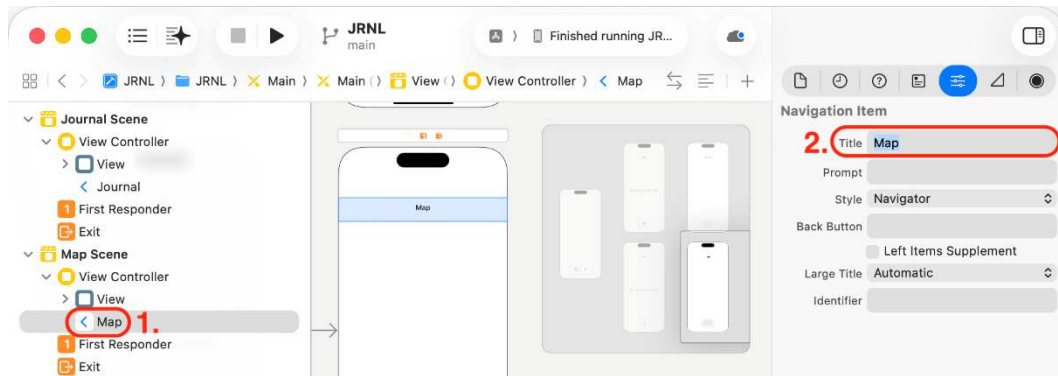 JRNL
main
Finished running JR...
JRNL
JRNL
Main
Main ()
View ()
View Controller
Map
Journal Scene
View Controller
View
Journal
1 First Responder
Exit
Map Scene
View Controller
View
Map 1.
1 First Responder
Exit
Map
Navigation Item
2. Title Map
Prompt
Style Navigator
Back Button
Left Items Supplement
Large Title Automatic
Identifier